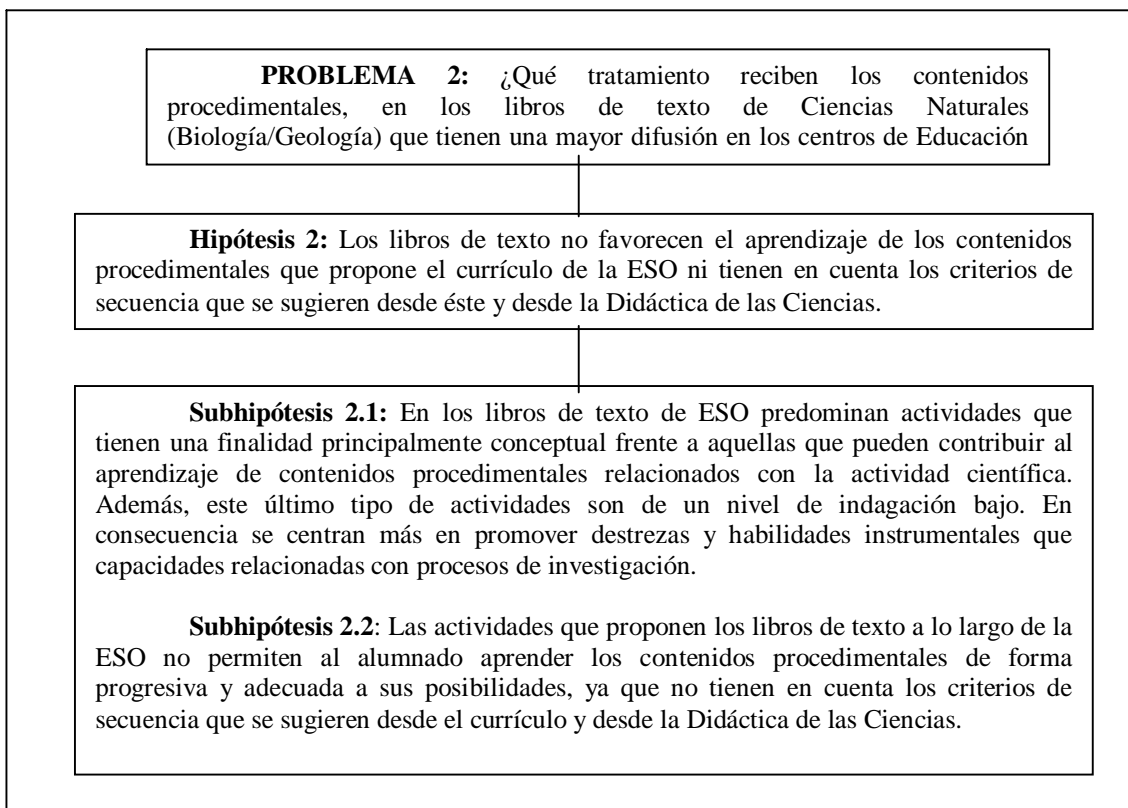 PROBLEMA 2: ¿Qué tratamiento reciben los contenidos
procedimentales, en los libros de texto de Ciencias Naturales
(Biología/Geología) que tienen una mayor difusión en los centros de Educación
Hipótesis 2: Los libros de texto no favorecen el aprendizaje de los contenidos
procedimentales que propone el currículo de la ESO ni tienen en cuenta los criterios de
secuencia que se sugieren desde éste y desde la Didáctica de las Ciencias.
Subhipótesis 2.1: En los libros de texto de ESO predominan actividades que
tienen una finalidad principalmente conceptual frente a aquellas que pueden contribuir al
aprendizaje de contenidos procedimentales relacionados con la actividad científica.
Además, este último tipo de actividades son de un nivel de indagación bajo. En
consecuencia se centran más en promover destrezas y habilidades instrumentales que
capacidades relacionadas con procesos de investigación.
Subhipótesis 2.2: Las actividades que proponen los libros de texto a lo largo de la
ESO no permiten al alumnado aprender los contenidos procedimentales de forma
progresiva y adecuada a sus posibilidades, ya que no tienen en cuenta los criterios de
secuencia que se sugieren desde el currículo y desde la Didáctica de las Ciencias.